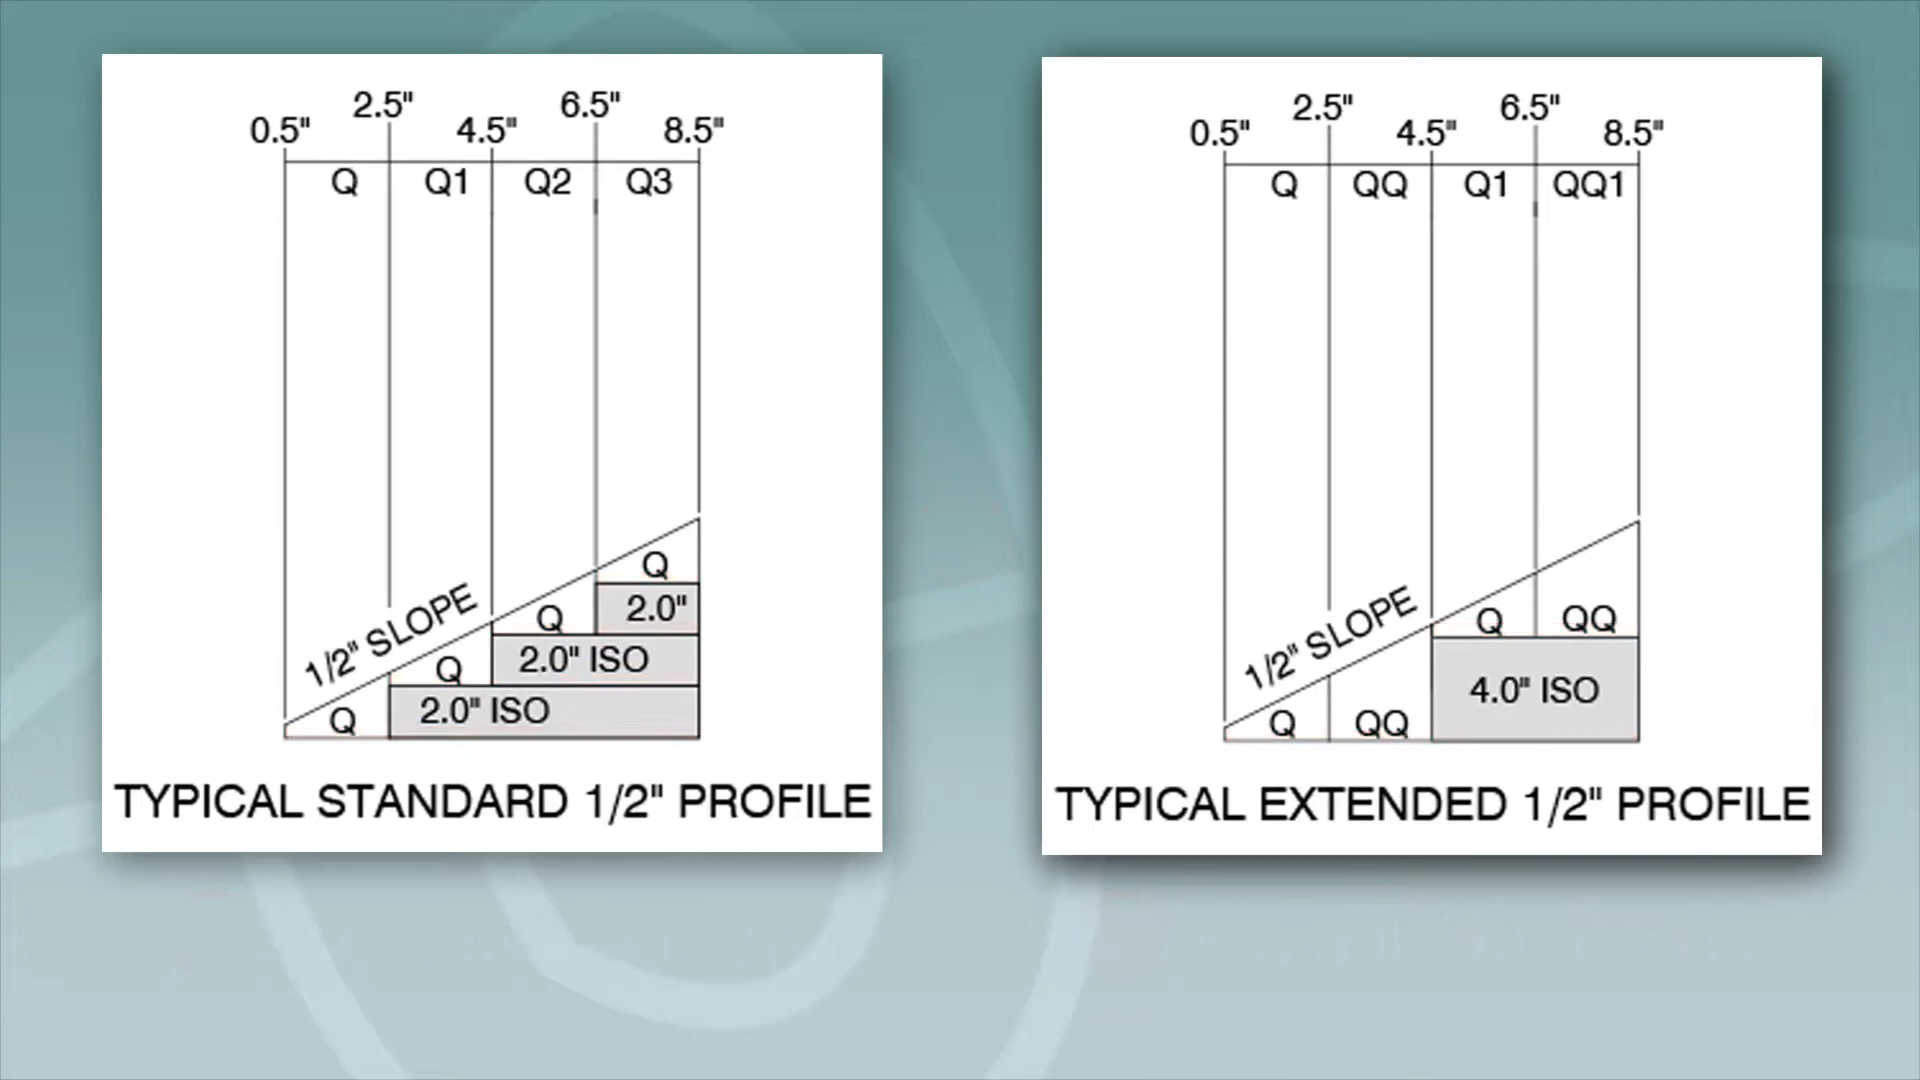 2.5" 6.5"
0.5" 4.5" 8.5"
Q Q1 Q2 Q3
1/2" SLOPE
Q
2.0"
Q
2.0" ISO
Q
2.0" ISO
Q
TYPICAL STANDARD 1/2" PROFILE
2.5" 6.5"
0.5" 4.5" 8.5"
Q QQ Q1 QQ1
1/2" SLOPE
Q QQ
4.0" ISO
Q QQ
TYPICAL EXTENDED 1/2" PROFILE